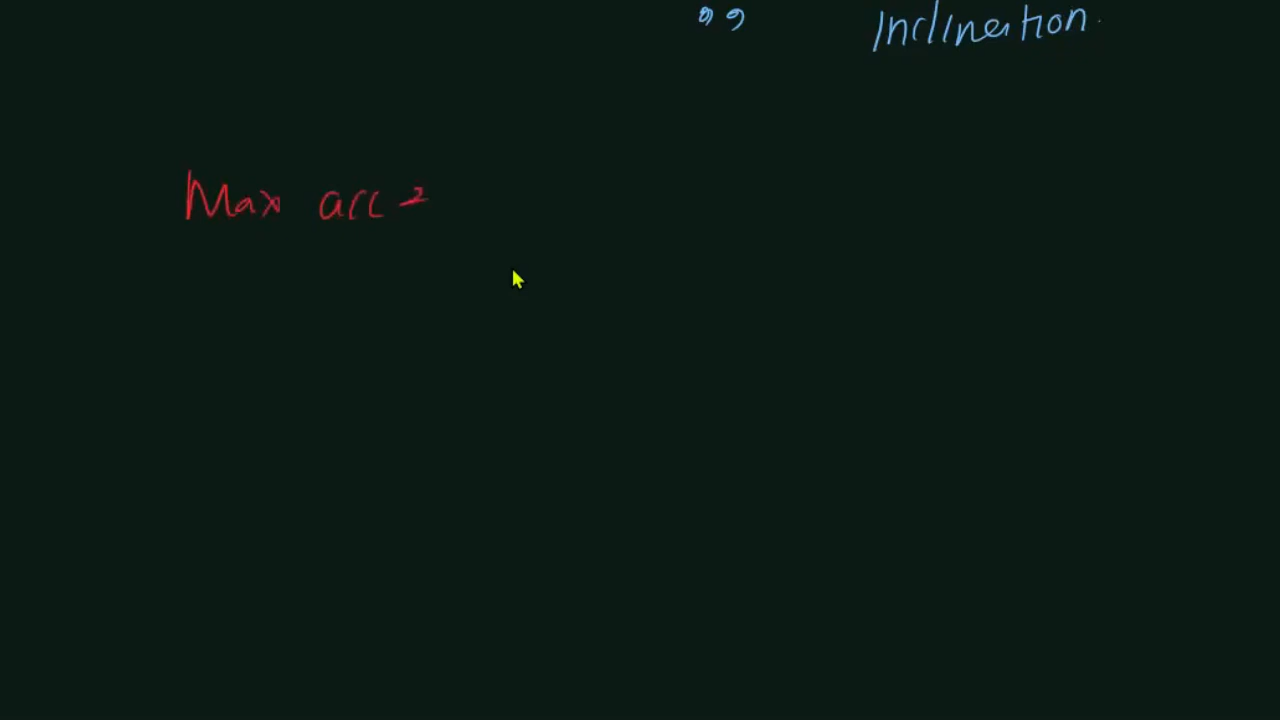 ,, Inclination
Max acc =